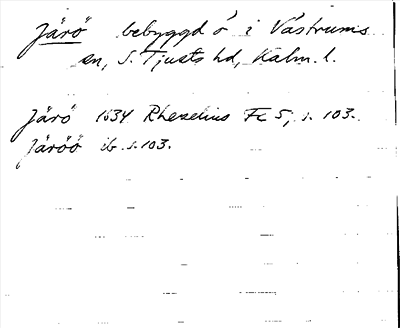 Järö bebyggd ö i Västrums
sn, S. Tjusts hd, Kalm. l.
Järö 1634 Rhezelius Fc 5, s. 103.
Järöö ib. s. 103.